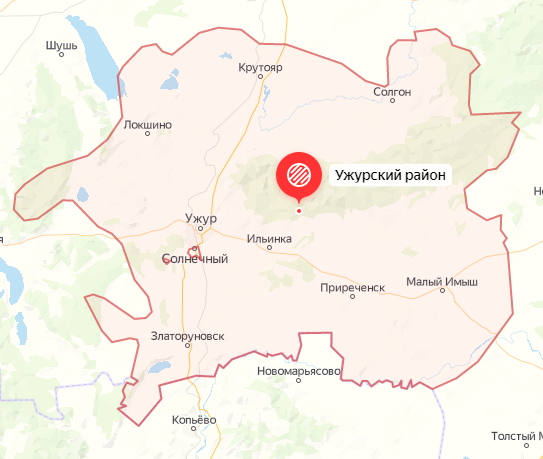 Шушь
Крутояр
Солгон
Локшино
Ужурский район
Ужур
Ильинка
Солнечный
Малый Имыш
Приреченск
Златоруновск
Новомарьясово
Копьёво
Толстый М